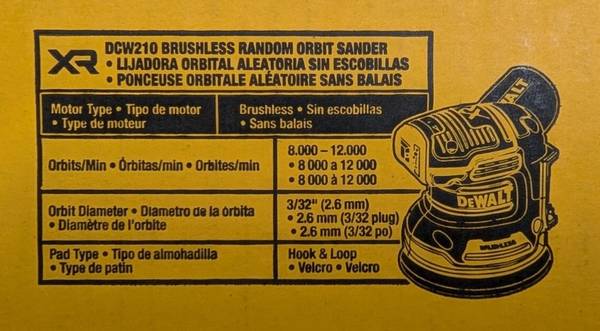 XR
DCW210 BRUSHLESS RANDOM ORBIT SANDER
• LIJADORA ORBITAL ALEATORIA SIN ESCOBILLAS
• PONCEUSE ORBITALE ALÉATOIRE SANS BALAIS
Motor Type • Tipo de motor
• Type de moteur
Brushless • Sin escobillas
• Sans balais
Orbits/Min • Órbitas/min • Orbites/min
8.000 – 12.000
• 8 000 a 12 000
• 8 000 à 12 000
Orbit Diameter • Diametro de la órbita
• Diamètre de l'orbite
3/32" (2.6 mm)
• 2.6 mm (3/32 plug)
• 2.6 mm (3/32 po)
Pad Type • Tipo de almohadilla
• Type de patin
Hook & Loop
• Velcro • Velcro
DEWALT
BRUSHLESS